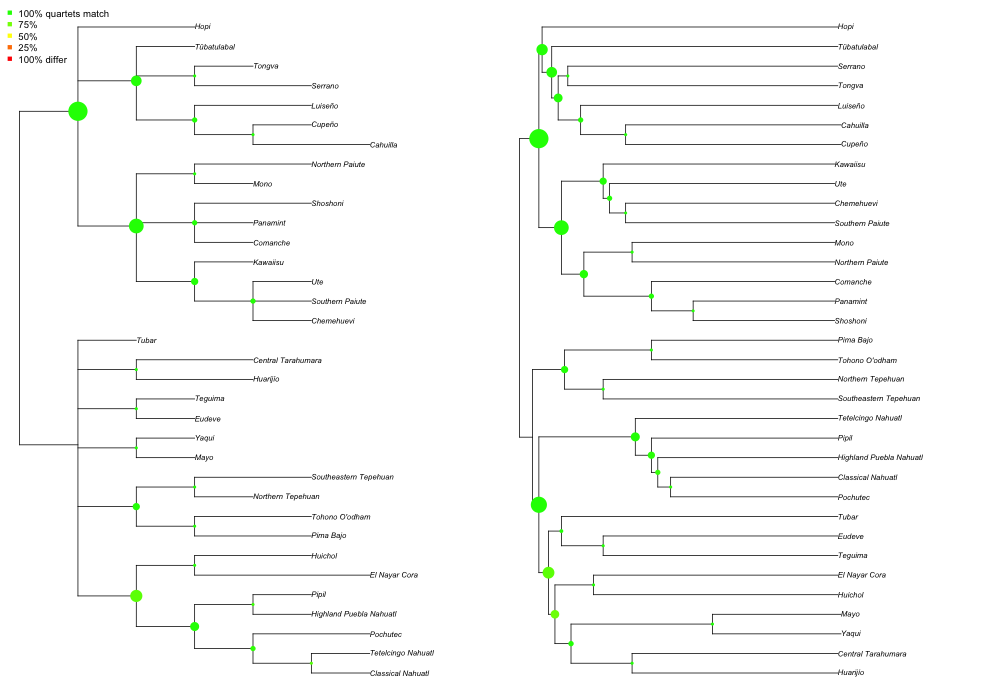 100% quartets match
75%
50%
25%
100% differ
Hopi
Tübatulabal
Tongva
Serrano
Luiseño
Cupeño
Cahuilla
Northern Paiute
Mono
Shoshoni
Panamint
Comanche
Kawaiisu
Ute
Southern Paiute
Chemehuevi
Tubar
Central Tarahumara
Huarijio
Teguima
Eudeve
Yaqui
Mayo
Southeastern Tepehuan
Northern Tepehuan
Tohono O'odham
Pima Bajo
Huichol
El Nayar Cora
Pipil
Highland Puebla Nahuatl
Pochutec
Tetelcingo Nahuatl
Classical Nahuatl
Hopi
Tübatulabal
Serrano
Tongva
Luiseño
Cahuilla
Cupeño
Kawaiisu
Ute
Chemehuevi
Southern Paiute
Mono
Northern Paiute
Comanche
Panamint
Shoshoni
Pima Bajo
Tohono O'odham
Northern Tepehuan
Southeastern Tepehuan
Tetelcingo Nahuatl
Pipil
Highland Puebla Nahuatl
Classical Nahuatl
Pochutec
Tubar
Eudeve
Teguima
El Nayar Cora
Huichol
Mayo
Yaqui
Central Tarahumara
Huarijio